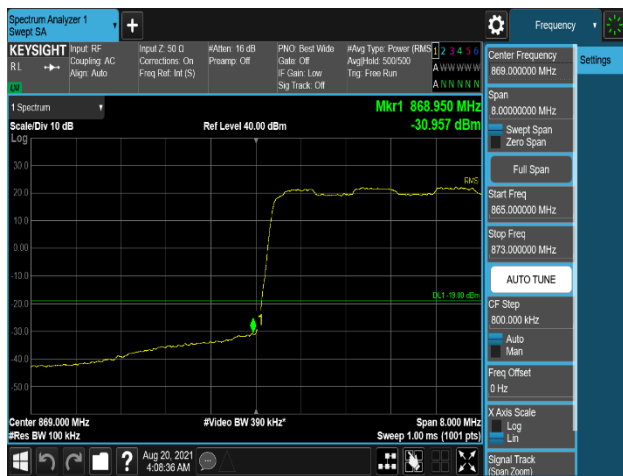 Spectrum Analyzer 1
Swept SA
+
Frequency
KEYSIGHT
RL
Input: RF
Coupling: AC
Align: Auto
Input Z: 50 Ω
Corrections: On
Freq Ref: Int (S)
#Atten: 16 dB
Preamp: Off
PNO: Best Wide
Gate: Off
IF Gain: Low
Sig Track: Off
#Avg Type: Power (RMS)
Avg|Hold: 500/500
Trig: Free Run
1 2 3 4 5 6
A W W W W W
A N N N N N
1 Spectrum
Scale/Div 10 dB
Log
Ref Level 40.00 dBm
Mkr1 868.950 MHz
-30.957 dBm
30.0
20.0
10.0
0.00
-10.0
-20.0
-30.0
-40.0
-50.0
RMS
DL1 -19.00 dBm
1
Center 869.000 MHz
#Res BW 100 kHz
#Video BW 390 kHz*
Span 8.000 MHz
Sweep 1.00 ms (1001 pts)
Aug 20, 2021
4:08:36 AM
?
Center Frequency
869.000000 MHz
Span
8.00000000 MHz
Swept Span
Zero Span
Full Span
Start Freq
865.000000 MHz
Stop Freq
873.000000 MHz
AUTO TUNE
CF Step
800.000 kHz
Auto
Man
Freq Offset
0 Hz
X Axis Scale
Log
Lin
Signal Track
(Span Zoom)
Settings